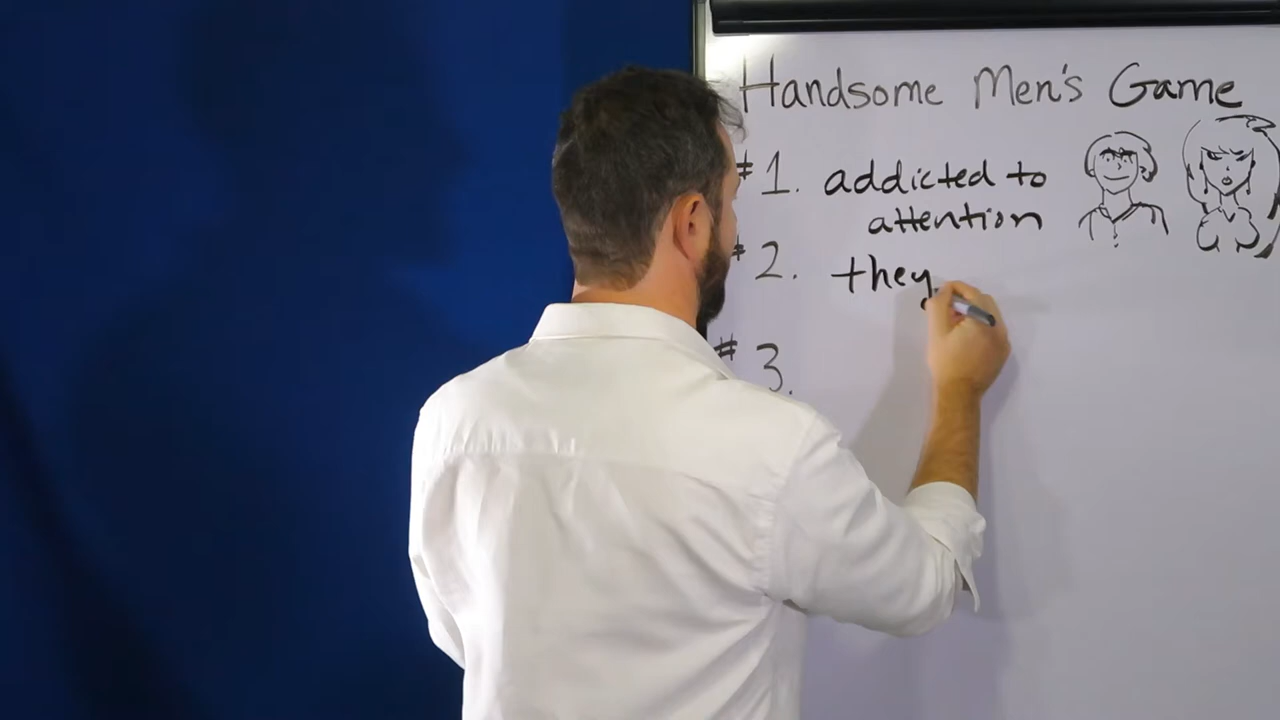 Handsome Men's Game
#1. addicted to
attention
#2. they
#3.